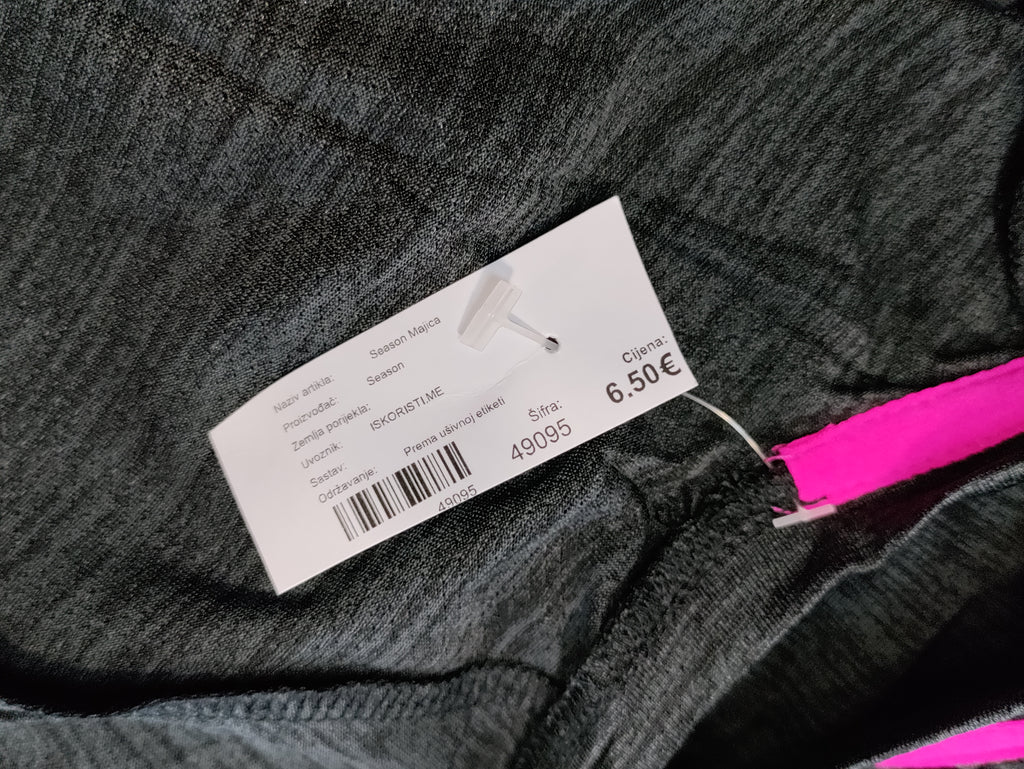 Naziv artikla: Season Majica
Proizvođač: Season
Zemlja porijekla:
Uvoznik: ISKORISTI.ME
Sastav:
Održavanje: Prema ušivnoj etiketi
49095
Šifra:
49095
Cijena:
6.50€